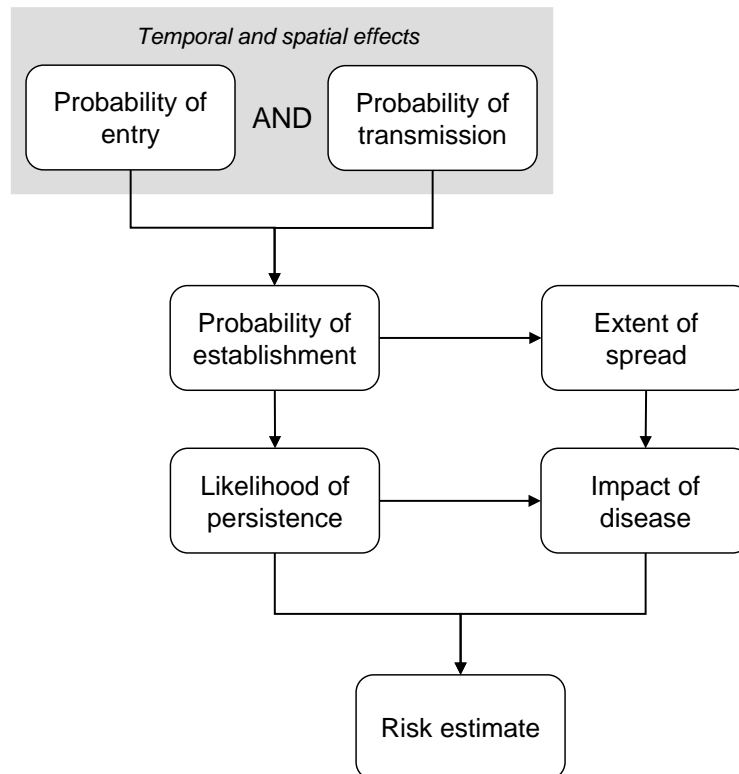 Temporal and spatial effects
Probability of
entry
AND
Probability of
transmission
Probability of
establishment
Extent of
spread
Likelihood of
persistence
Impact of
disease
Risk estimate